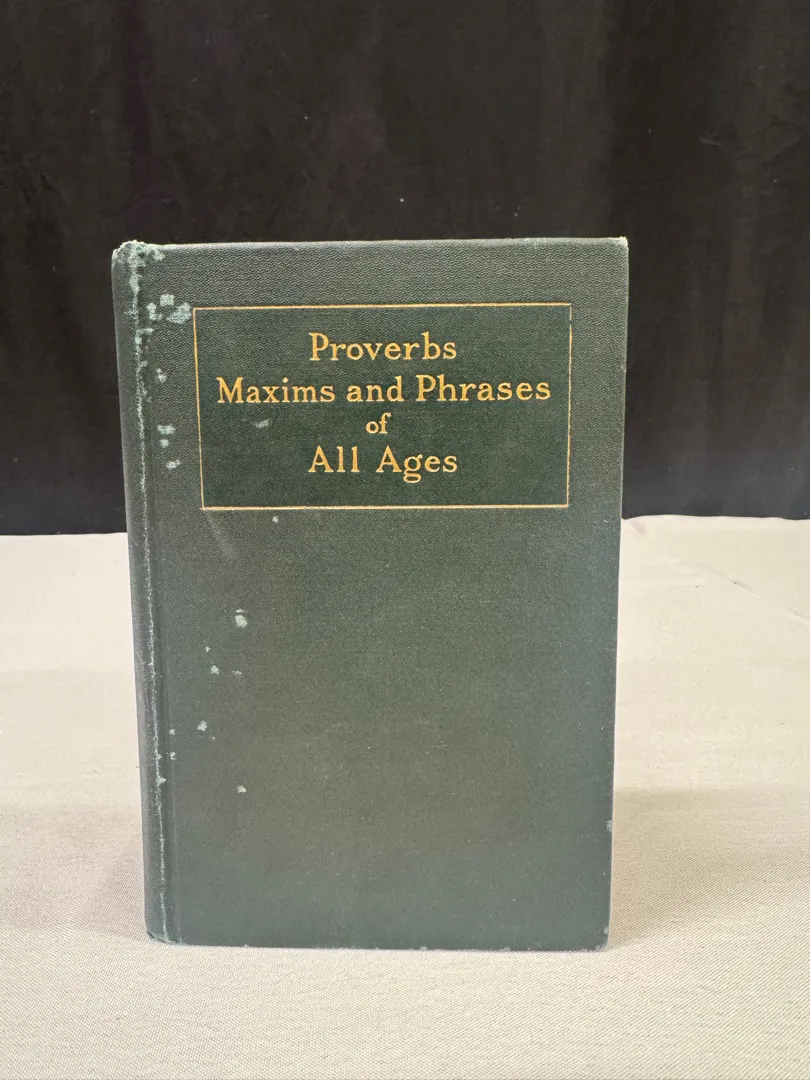 Proverbs
Maxims and Phrases
of
All Ages